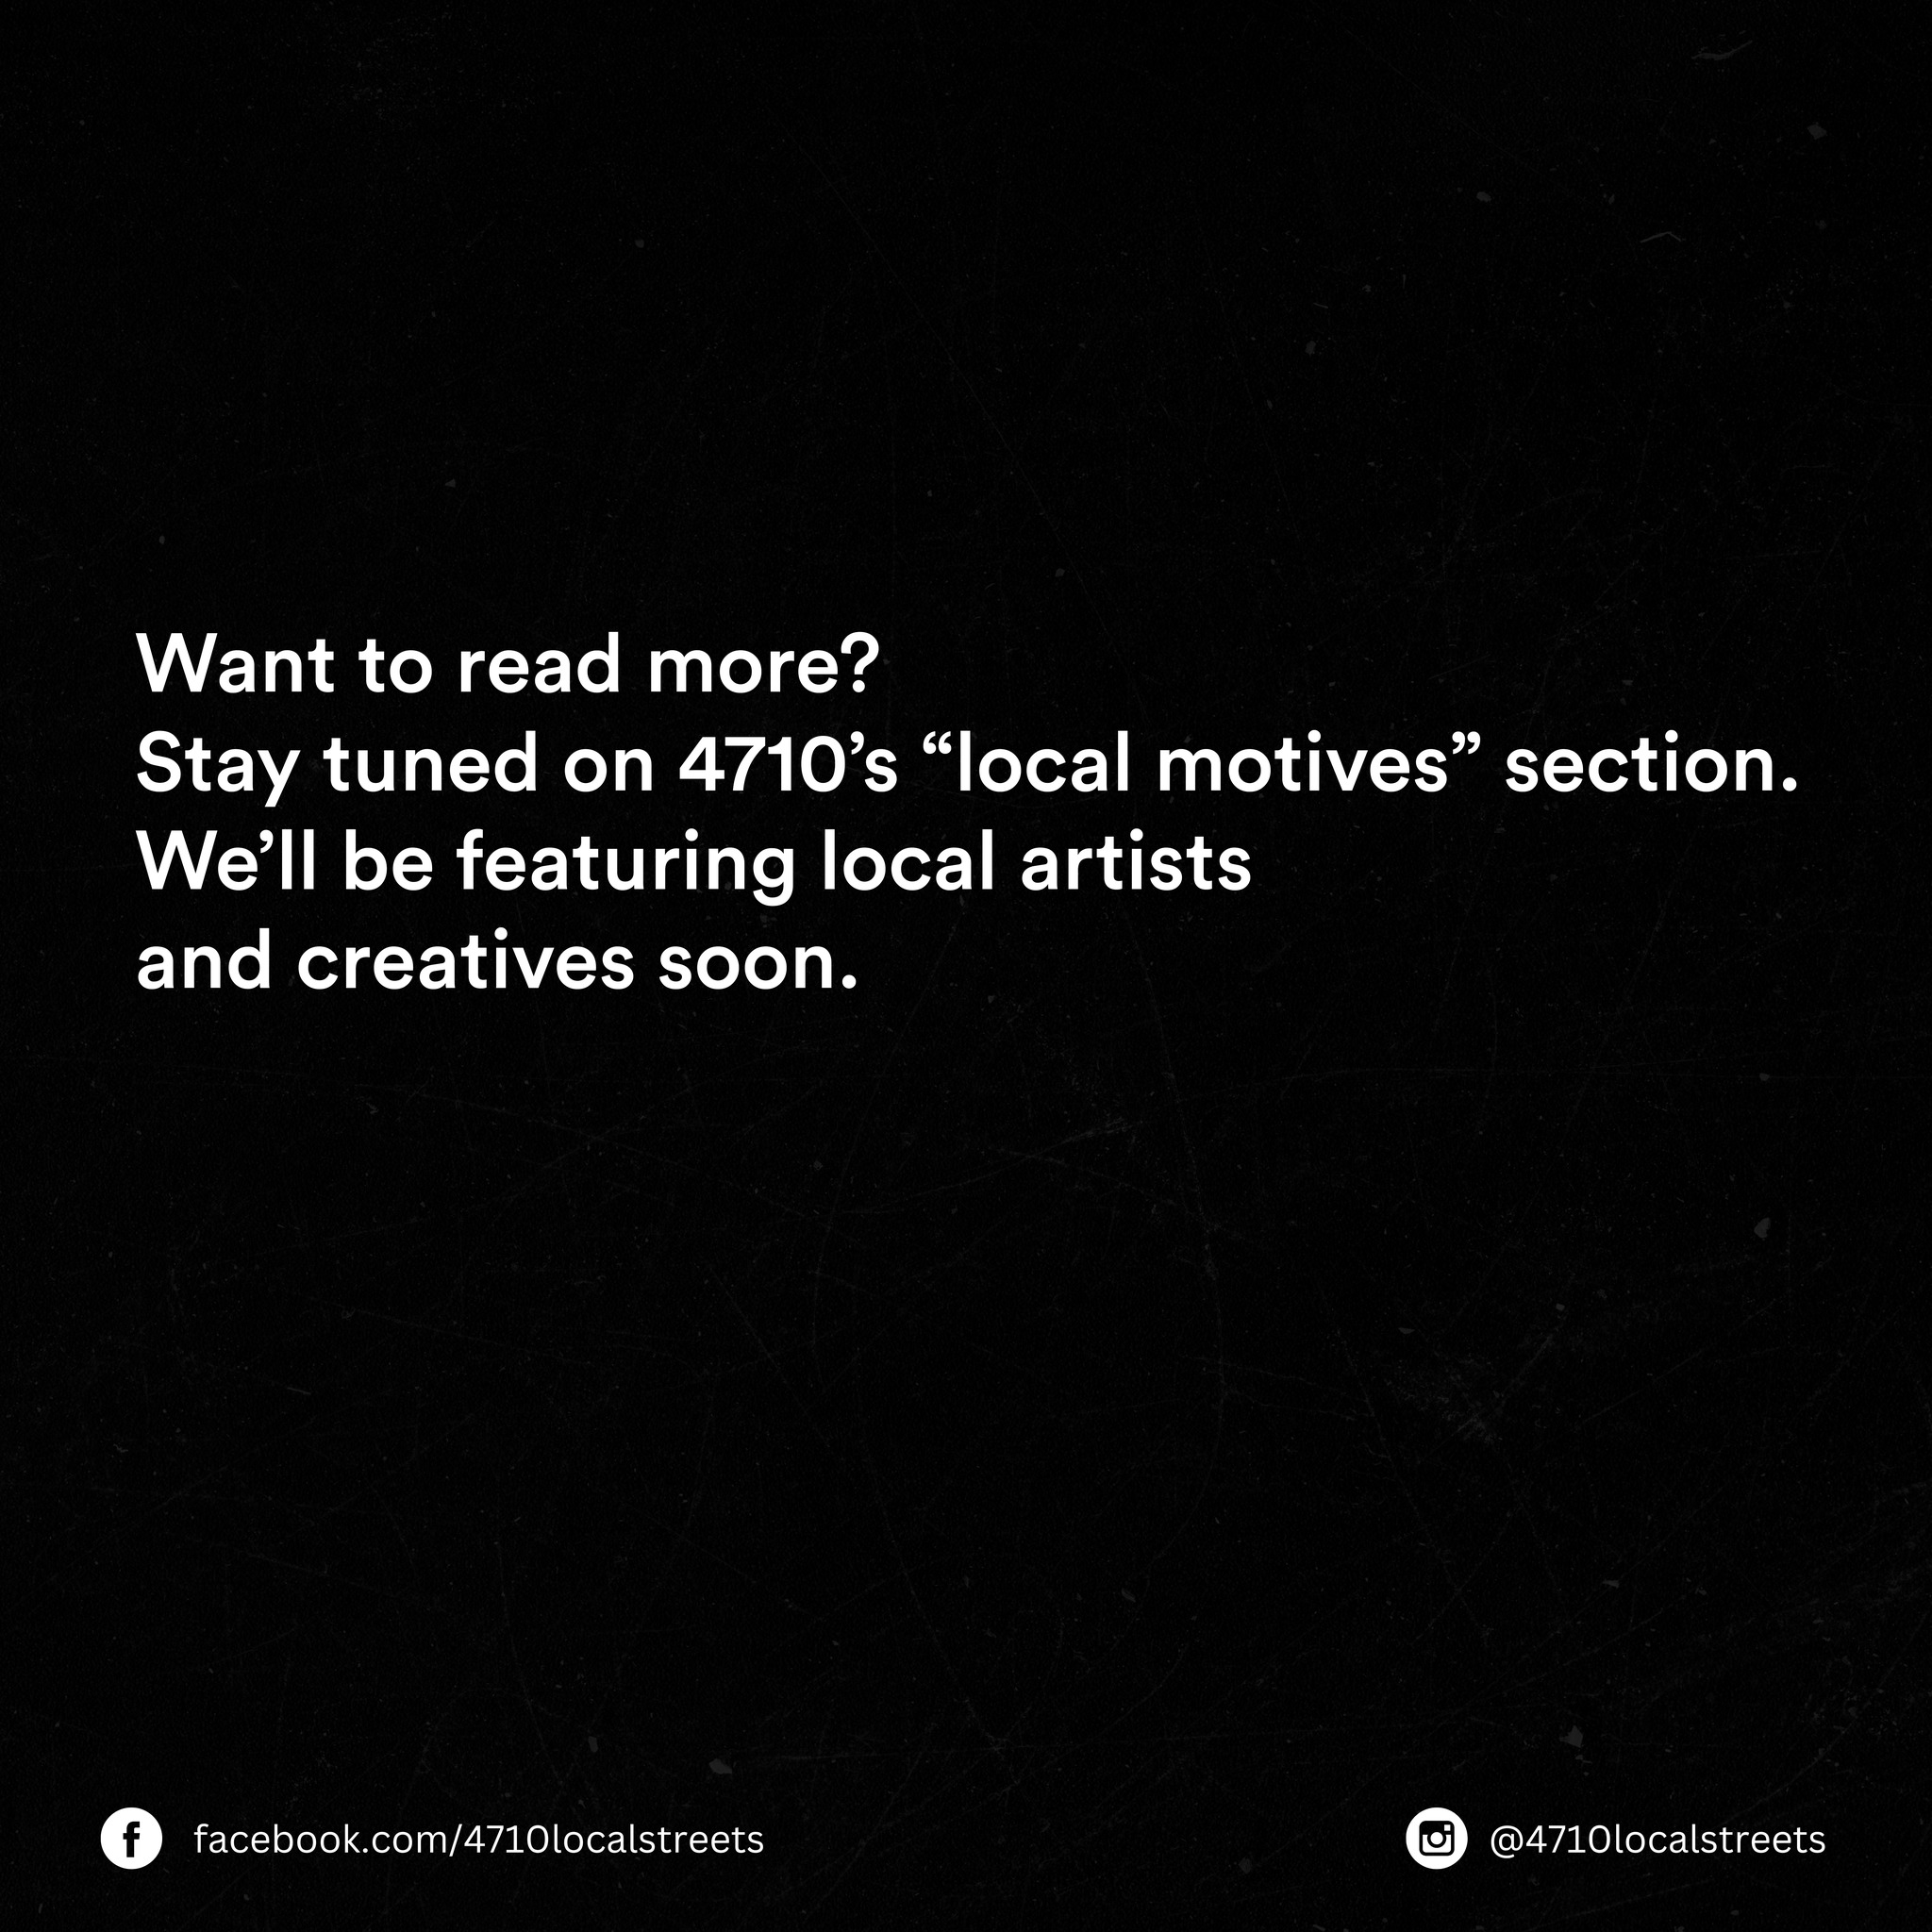 Want to read more?
Stay tuned on 4710’s “local motives” section.
We’ll be featuring local artists
and creatives soon.
facebook.com/4710localstreets
@4710localstreets